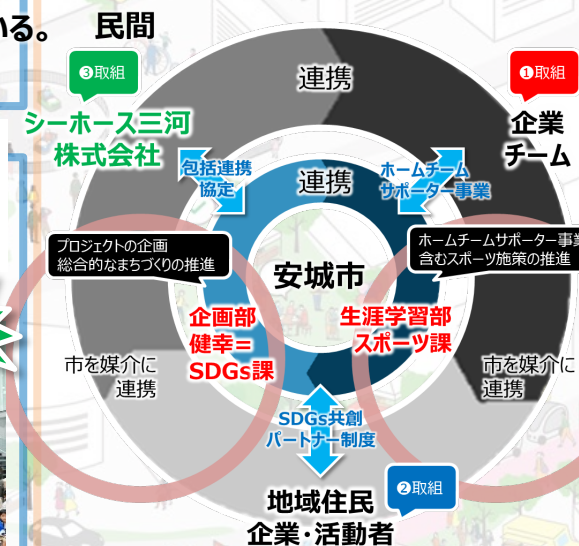 いる。 民間
❸取組
❶取組
連携
シーホース三河
株式会社
企業
チーム
包括連携
協定
連携
ホームチーム
サポーター事業
プロジェクトの企画
総合的なまちづくりの推進
ホームチームサポーター事業
含むスポーツ施策の推進
安城市
企画部
健幸=
SDGs課
生涯学習部
スポーツ課
市を媒介に
連携
市を媒介に
連携
SDGs共創
パートナー制度
地域住民
企業・活動者
❷取組